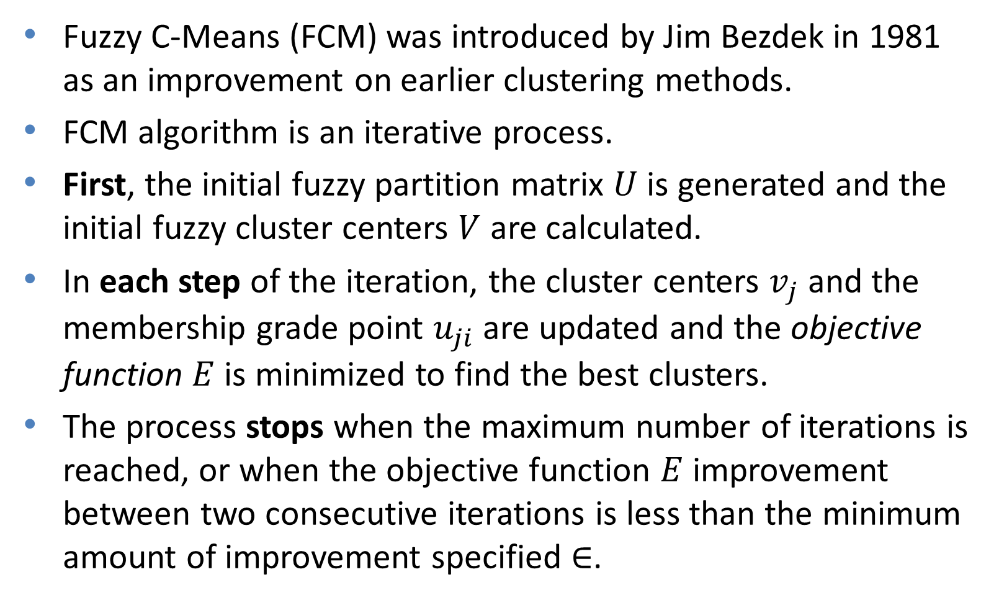 • Fuzzy C-Means (FCM) was introduced by Jim Bezdek in 1981
as an improvement on earlier clustering methods.
• FCM algorithm is an iterative process.
• First, the initial fuzzy partition matrix U is generated and the
initial fuzzy cluster centers V are calculated.
• In each step of the iteration, the cluster centers v_j and the
membership grade point u_ji are updated and the objective
function E is minimized to find the best clusters.
• The process stops when the maximum number of iterations is
reached, or when the objective function E improvement
between two consecutive iterations is less than the minimum
amount of improvement specified ∈.